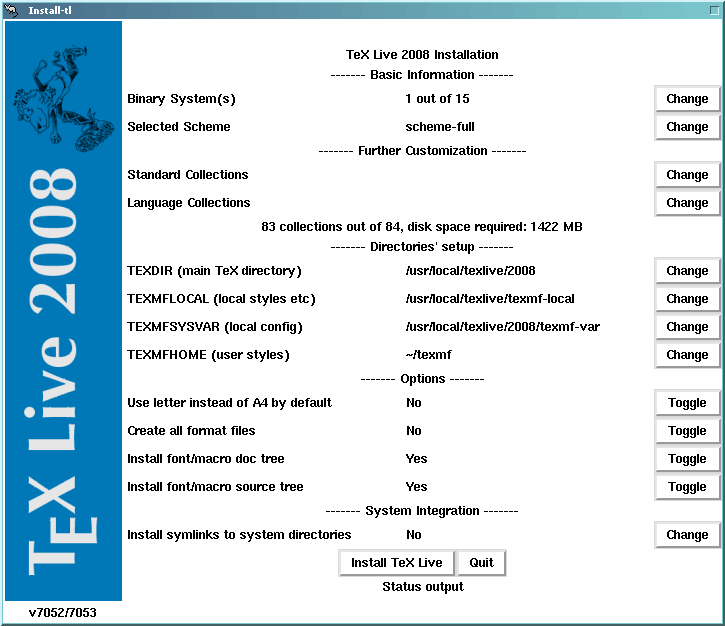 Install-tl
TeX Live 2008 Installation
------- Basic Information -------
Binary System(s) 1 out of 15 Change
Selected Scheme scheme-full Change
------- Further Customization -------
Standard Collections Change
Language Collections Change
83 collections out of 84, disk space required: 1422 MB
------- Directories' setup -------
TEXDIR (main TeX directory) /usr/local/texlive/2008 Change
TEXMFLOCAL (local styles etc) /usr/local/texlive/texmf-local Change
TEXMFSYSVAR (local config) /usr/local/texlive/2008/texmf-var Change
TEXMFHOME (user styles) ~/texmf Change
------- Options -------
Use letter instead of A4 by default No Toggle
Create all format files No Toggle
Install font/macro doc tree Yes Toggle
Install font/macro source tree Yes Toggle
------- System Integration -------
Install symlinks to system directories No Change
Install TeX Live Quit
Status output
TEX Live 2008
v7052/7053